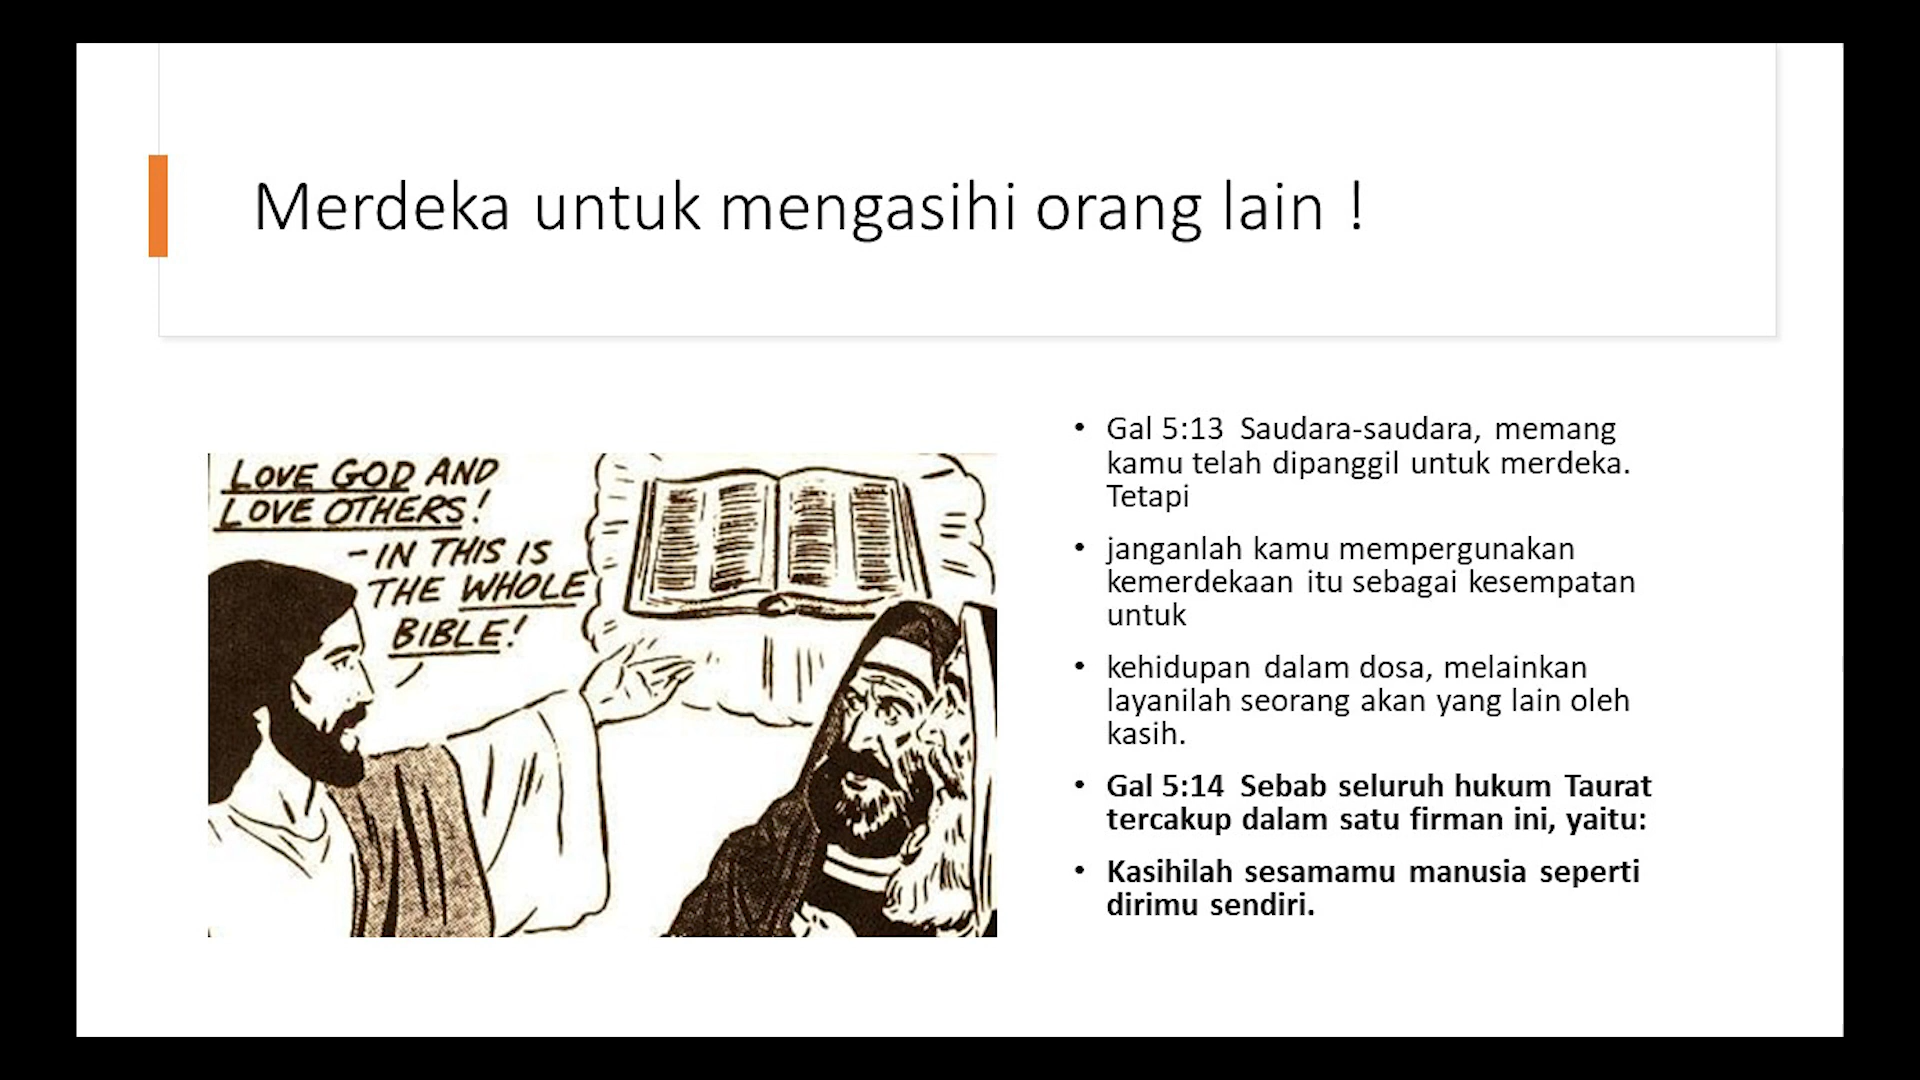 Merdeka untuk mengasihi orang lain !
LOVE GOD AND
LOVE OTHERS!
- IN THIS IS
THE WHOLE
BIBLE!
• Gal 5:13 Saudara-saudara, memang
kamu telah dipanggil untuk merdeka.
Tetapi
• janganlah kamu mempergunakan
kemerdekaan itu sebagai kesempatan
untuk
• kehidupan dalam dosa, melainkan
layanilah seorang akan yang lain oleh
kasih.
• Gal 5:14 Sebab seluruh hukum Taurat
tercakup dalam satu firman ini, yaitu:
• Kasihilah sesamamu manusia seperti
dirimu sendiri.